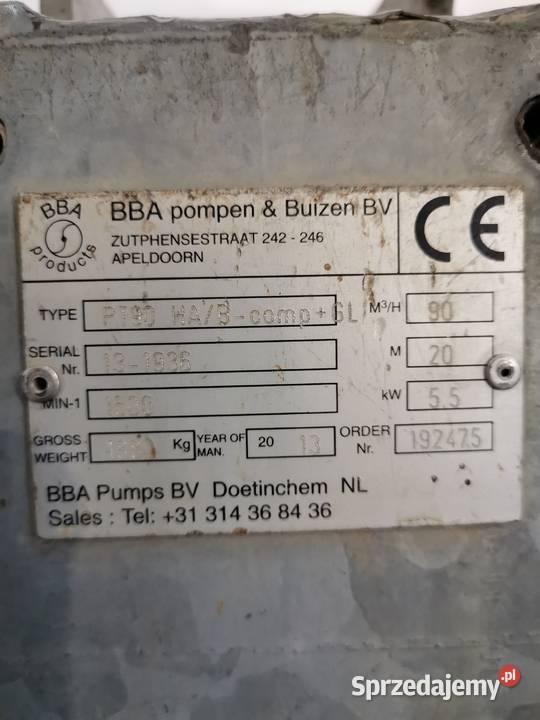 BBA products
BBA pompen & Buizen BV
ZUTPHENSESTRAAT 242 - 246
APELDOORN
CE
TYPE PT90 MA/B-comp+GL M³/H 90
SERIAL Nr. 13-1936 M 20
MIN-1 kW 5.5
GROSS WEIGHT Kg YEAR OF MAN. 20 13 ORDER Nr. 192475
BBA Pumps BV Doetinchem NL
Sales : Tel: +31 314 36 84 36
Sprzedajemy.pl